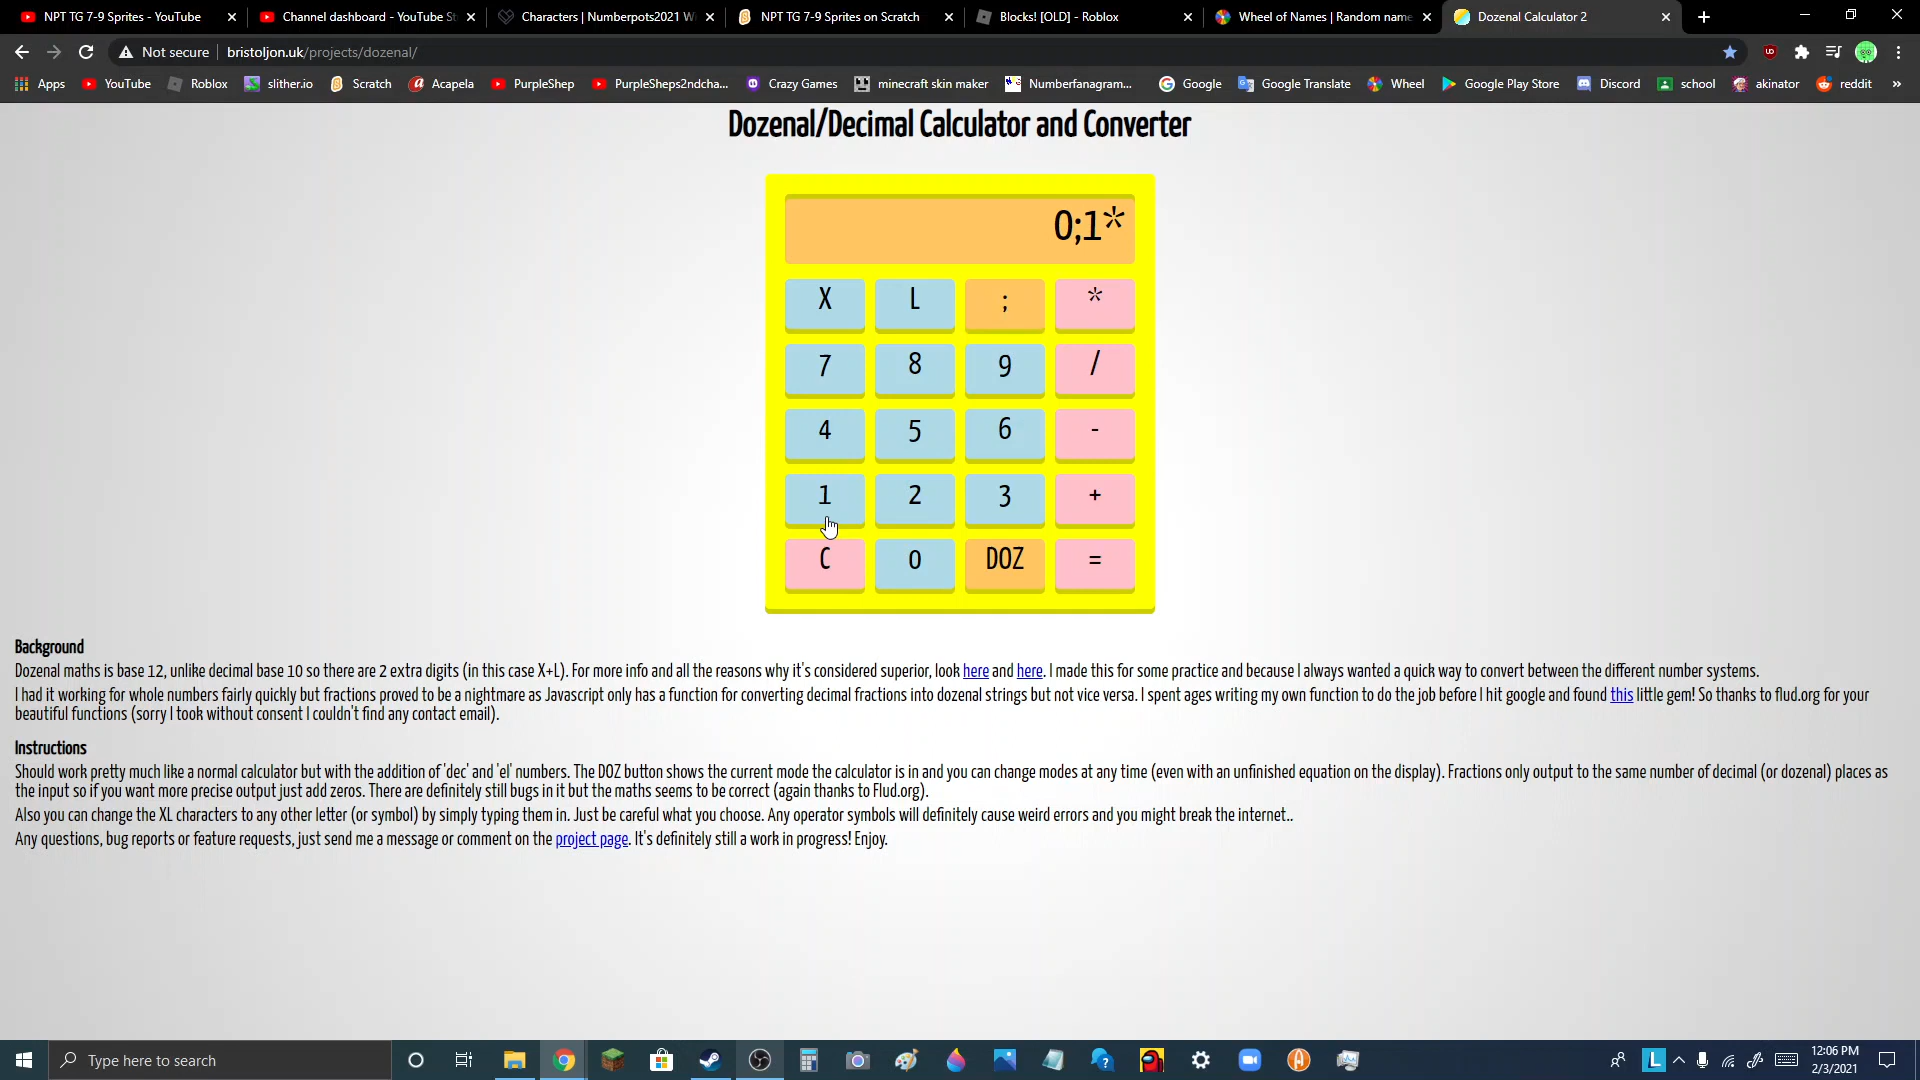 NPT TG 7-9 Sprites - YouTube
Channel dashboard - YouTube St
Characters | Numberpots2021 Wi
NPT TG 7-9 Sprites on Scratch
Blocks! [OLD] - Roblox
Wheel of Names | Random name
Dozenal Calculator 2
Not secure
bristoljon.uk/projects/dozenal/
Apps
YouTube
Roblox
slither.io
Scratch
Acapela
PurpleShep
PurpleSheps2ndcha...
Crazy Games
minecraft skin maker
Numberfanagram...
Google
Google Translate
Wheel
Google Play Store
Discord
school
akinator
reddit
»
Dozenal/Decimal Calculator and Converter
0;1*
X L ; *
7 8 9 /
4 5 6 -
1 2 3 +
C 0 DOZ =
Background
Dozenal maths is base 12, unlike decimal base 10 so there are 2 extra digits (in this case X+L). For more info and all the reasons why it's considered superior, look here and here. I made this for some practice and because I always wanted a quick way to convert between the different number systems.
I had it working for whole numbers fairly quickly but fractions proved to be a nightmare as Javascript only has a function for converting decimal fractions into dozenal strings but not vice versa. I spent ages writing my own function to do the job before I hit google and found this little gem! So thanks to flud.org for your
beautiful functions (sorry I took without consent I couldn't find any contact email).
Instructions
Should work pretty much like a normal calculator but with the addition of 'dec' and 'el' numbers. The DOZ button shows the current mode the calculator is in and you can change modes at any time (even with an unfinished equation on the display). Fractions only output to the same number of decimal (or dozenal) places as
the input so if you want more precise output just add zeros. There are definitely still bugs in it but the maths seems to be correct (again thanks to Flud.org).
Also you can change the XL characters to any other letter (or symbol) by simply typing them in. Just be careful what you choose. Any operator symbols will definitely cause weird errors and you might break the internet..
Any questions, bug reports or feature requests, just send me a message or comment on the project page. It's definitely still a work in progress! Enjoy.
Type here to search
L
12:06 PM
2/3/2021